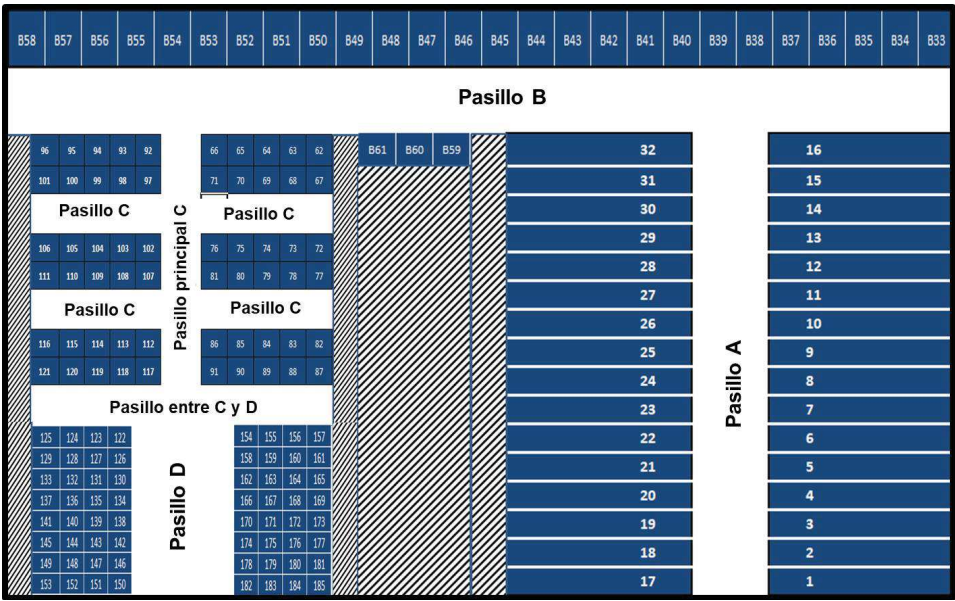 B58 B57 B56 B55 B54 B53 B52 B51 B50 B49 B48 B47 B46 B45 B44 B43 B42 B41 B40 B39 B38 B37 B36 B35 B34 B33
Pasillo B
96 95 94 93 92
101 100 99 98 97
Pasillo C
106 105 104 103 102
111 110 109 108 107
Pasillo C
116 115 114 113 112
121 120 119 118 117
Pasillo principal C
66 65 64 63 62
71 70 69 68 67
Pasillo C
76 75 74 73 72
81 80 79 78 77
Pasillo C
86 85 84 83 82
91 90 89 88 87
Pasillo entre C y D
125 124 123 122
129 128 127 126
133 132 131 130
137 136 135 134
141 140 139 138
145 144 143 142
149 148 147 146
153 152 151 150
Pasillo D
154 155 156 157
158 159 160 161
162 163 164 165
166 167 168 169
170 171 172 173
174 175 176 177
178 179 180 181
182 183 184 185
B61 B60 B59
32
31
30
29
28
27
26
25
24
23
22
21
20
19
18
17
Pasillo A
16
15
14
13
12
11
10
9
8
7
6
5
4
3
2
1